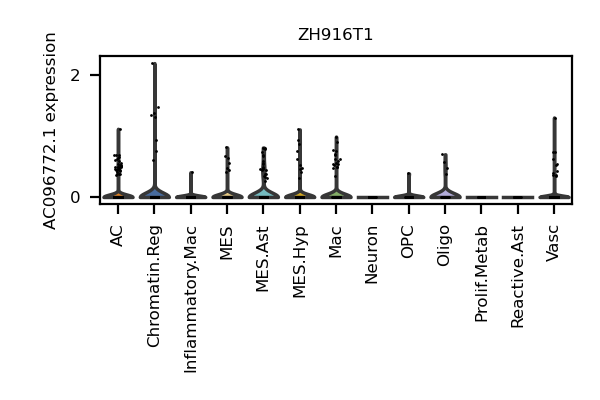 ZH916T1
AC096772.1 expression
2
0
AC
Chromatin.Reg
Inflammatory.Mac
MES
MES.Ast
MES.Hyp
Mac
Neuron
OPC
Oligo
Prolif.Metab
Reactive.Ast
Vasc